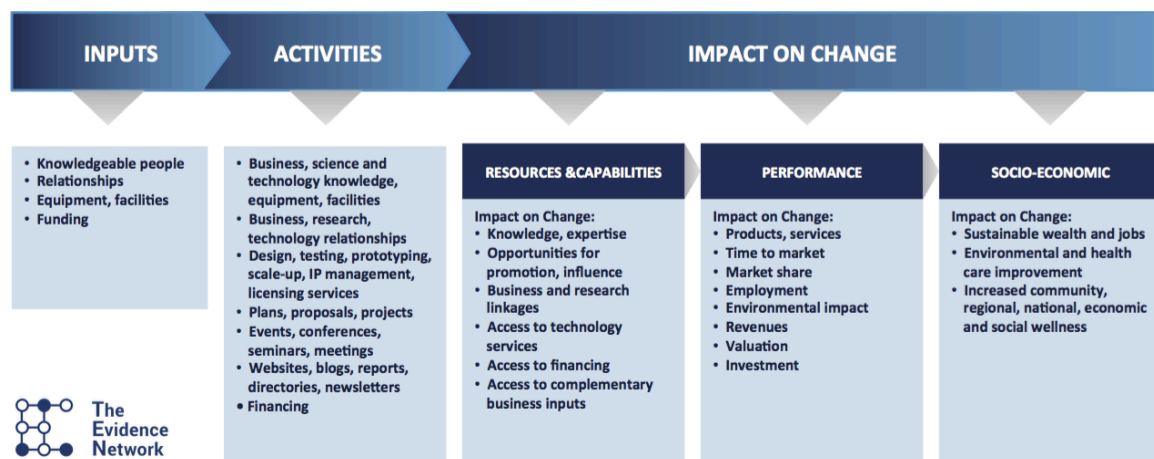 INPUTS
ACTIVITIES
IMPACT ON CHANGE
• Knowledgeable people
• Relationships
• Equipment, facilities
• Funding
• Business, science and
technology knowledge,
equipment, facilities
• Business, research,
technology relationships
• Design, testing, prototyping,
scale-up, IP management,
licensing services
• Plans, proposals, projects
• Events, conferences,
seminars, meetings
• Websites, blogs, reports,
directories, newsletters
• Financing
RESOURCES &CAPABILITIES
Impact on Change:
• Knowledge, expertise
• Opportunities for
promotion, influence
• Business and research
linkages
• Access to technology
services
• Access to financing
• Access to complementary
business inputs
PERFORMANCE
Impact on Change:
• Products, services
• Time to market
• Market share
• Employment
• Environmental impact
• Revenues
• Valuation
• Investment
SOCIO-ECONOMIC
Impact on Change:
• Sustainable wealth and jobs
• Environmental and health
care improvement
• Increased community,
regional, national, economic
and social wellness
The
Evidence
Network